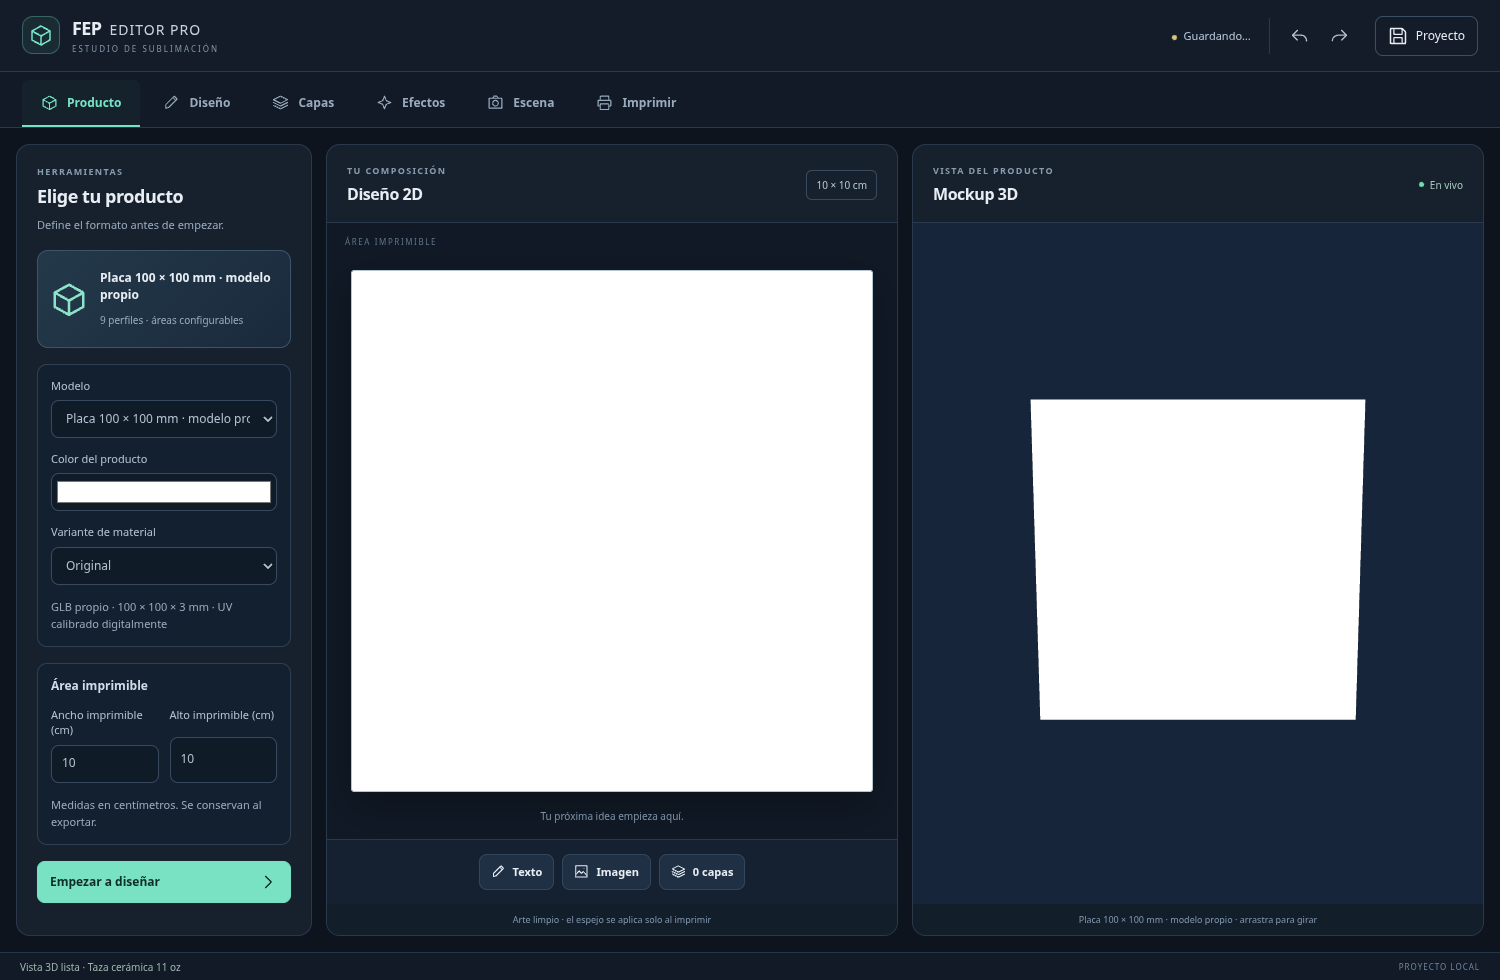 FEP EDITOR PRO
ESTUDIO DE SUBLIMACIÓN
Guardando...
Proyecto
Producto
Diseño
Capas
Efectos
Escena
Imprimir
HERRAMIENTAS
Elige tu producto
Define el formato antes de empezar.
Placa 100 × 100 mm · modelo
propio
9 perfiles · áreas configurables
Modelo
Placa 100 × 100 mm · modelo pro
Color del producto
Variante de material
Original
GLB propio · 100 × 100 × 3 mm · UV
calibrado digitalmente
Área imprimible
Ancho imprimible
(cm)
Alto imprimible (cm)
10
10
Medidas en centímetros. Se conservan al
exportar.
Empezar a diseñar
TU COMPOSICIÓN
Diseño 2D
10 × 10 cm
ÁREA IMPRIMIBLE
Tu próxima idea empieza aquí.
Texto
Imagen
0 capas
Arte limpio · el espejo se aplica solo al imprimir
VISTA DEL PRODUCTO
Mockup 3D
En vivo
Placa 100 × 100 mm · modelo propio · arrastra para girar
Vista 3D lista · Taza cerámica 11 oz
PROYECTO LOCAL